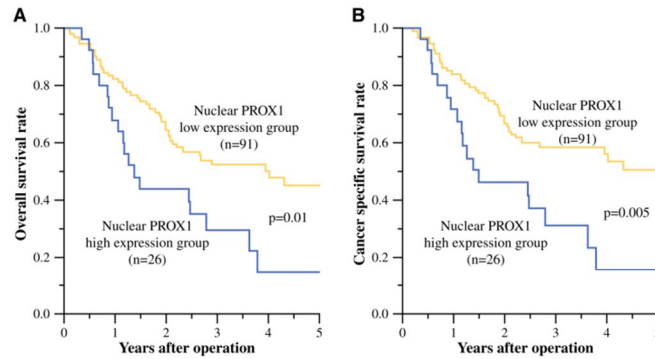 A
Overall survival rate
1.0
0.8
0.6
0.4
0.2
0.0
Nuclear PROX1
low expression group
(n=91)
p=0.01
Nuclear PROX1
high expression group
(n=26)
0 1 2 3 4 5
Years after operation
B
Cancer specific survival rate
1.0
0.8
0.6
0.4
0.2
0.0
Nuclear PROX1
low expression group
(n=91)
p=0.005
Nuclear PROX1
high expression group
(n=26)
0 1 2 3 4
Years after operation